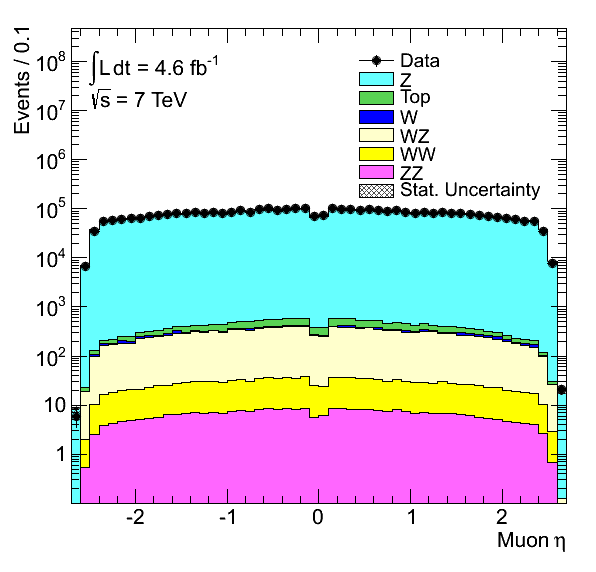 Events / 0.1
10⁸
10⁷
10⁶
10⁵
10⁴
10³
10²
10
1
∫L dt = 4.6 fb⁻¹
√s = 7 TeV
Data
Z
Top
W
WZ
WW
ZZ
Stat. Uncertainty
-2 -1 0 1 2
Muon η